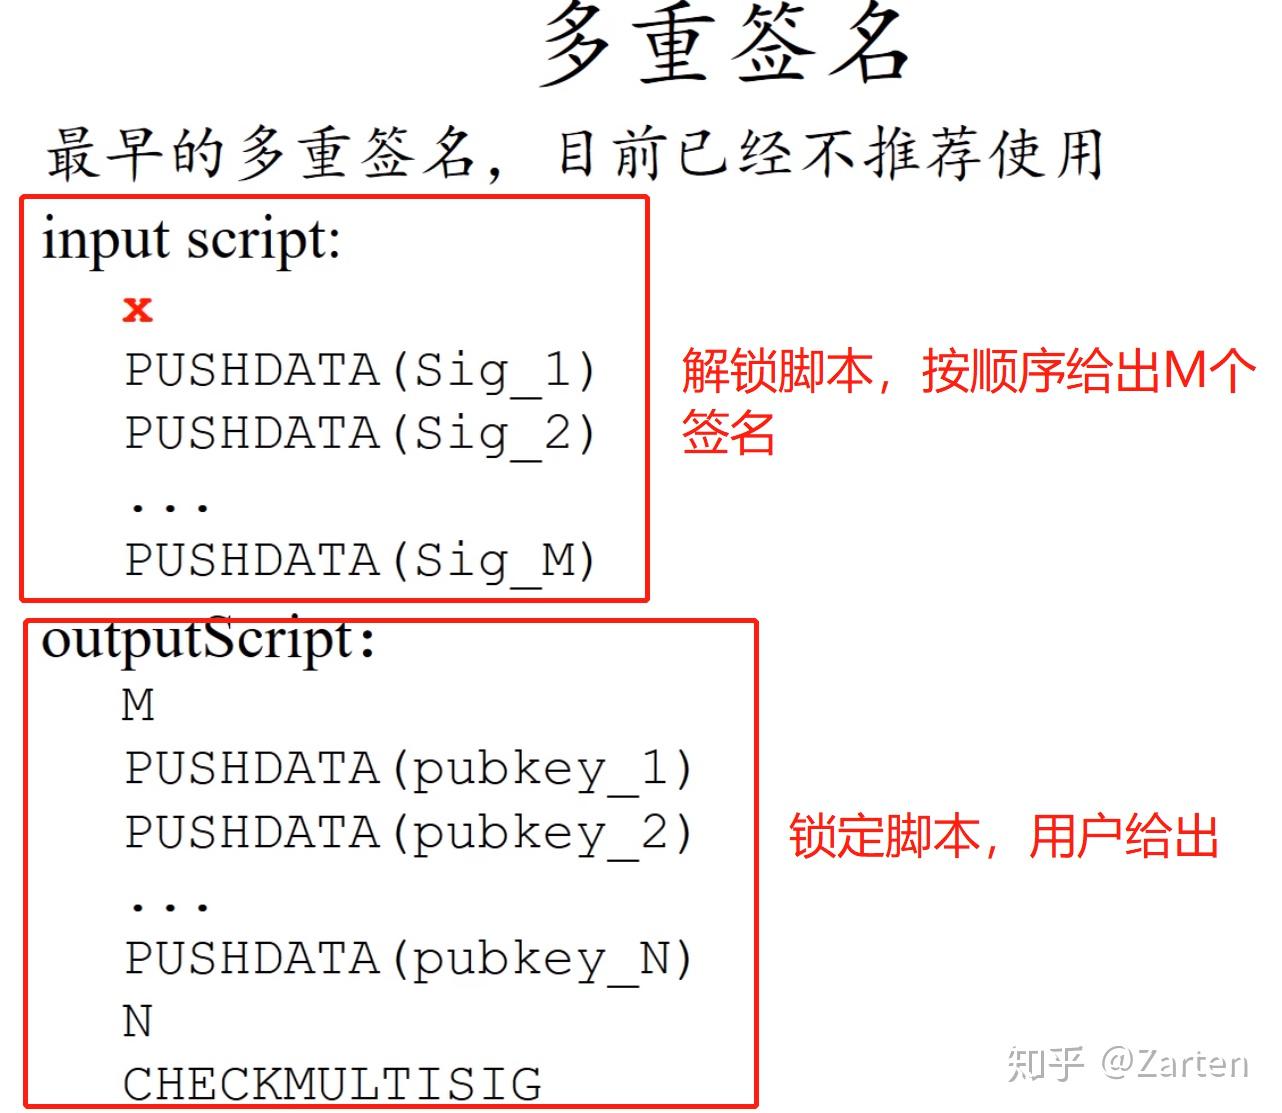 多重签名
最早的多重签名，目前已经不推荐使用
input script:
x
PUSHDATA(Sig_1)
PUSHDATA(Sig_2)
...
PUSHDATA(Sig_M)
解锁脚本，按顺序给出M个
签名
outputScript:
M
PUSHDATA(pubkey_1)
PUSHDATA(pubkey_2)
...
PUSHDATA(pubkey_N)
N
CHECKMULTISIG
锁定脚本，用户给出
知乎 @Zarten